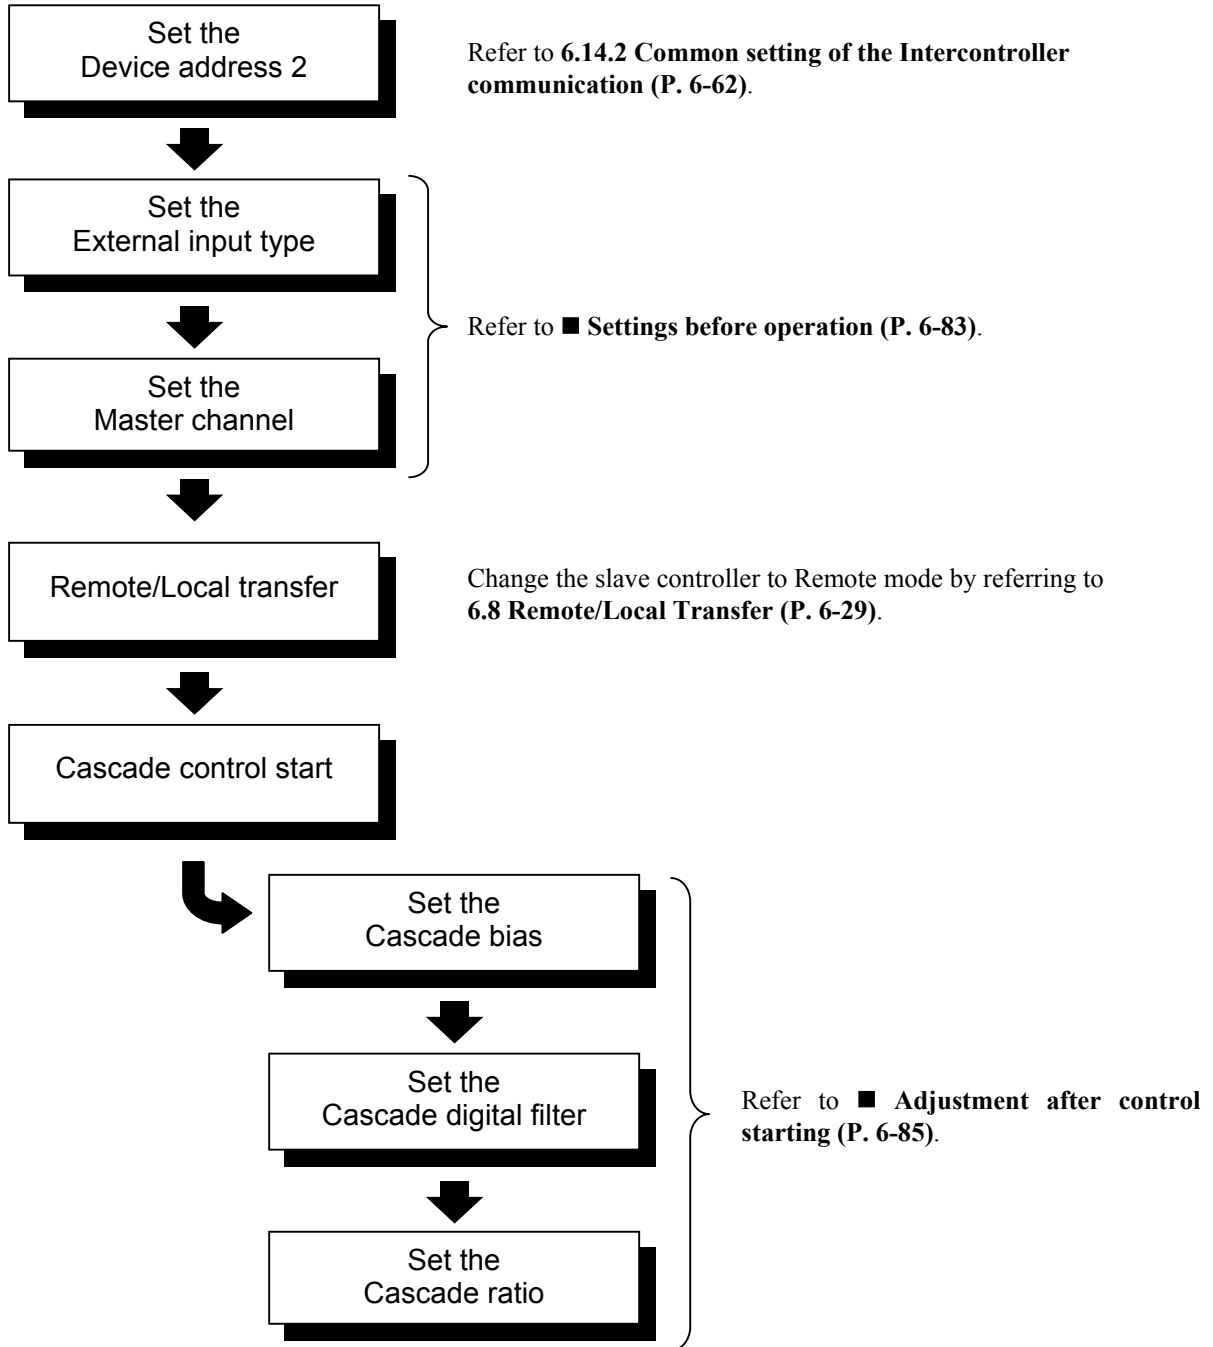 Set the
Device address 2
Refer to 6.14.2 Common setting of the Intercontroller
communication (P. 6-62).
Set the
External input type
Refer to ■ Settings before operation (P. 6-83).
Set the
Master channel
Remote/Local transfer
Change the slave controller to Remote mode by referring to
6.8 Remote/Local Transfer (P. 6-29).
Cascade control start
Set the
Cascade bias
Set the
Cascade digital filter
Refer to ■ Adjustment after control
starting (P. 6-85).
Set the
Cascade ratio